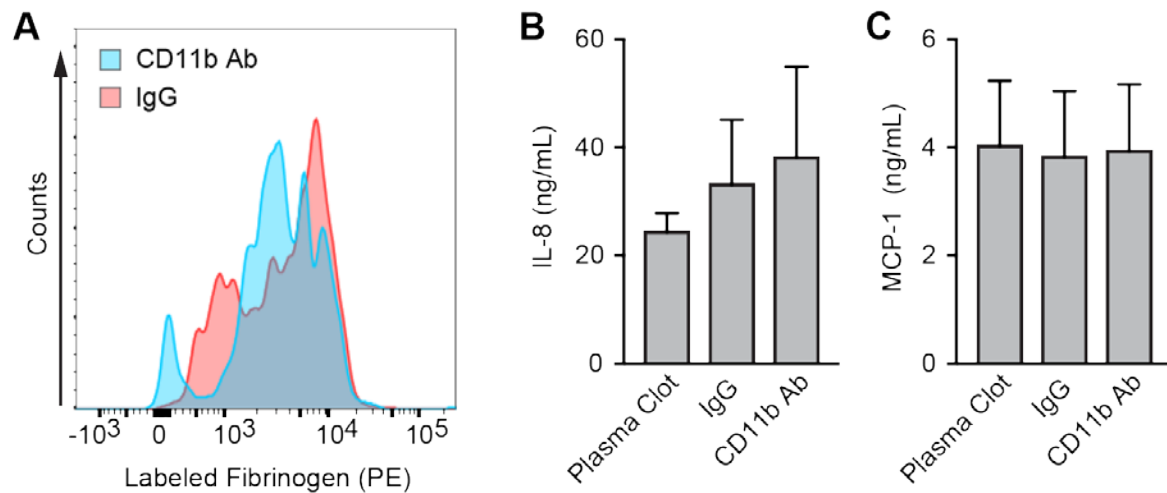 A
CD11b Ab
IgG
Counts
-10³ 0 10³ 10⁴ 10⁵
Labeled Fibrinogen (PE)
B
60
40
20
0
IL-8 (ng/mL)
Plasma Clot
IgG
CD11b Ab
C
6
4
2
0
MCP-1 (ng/mL)
Plasma Clot
IgG
CD11b Ab